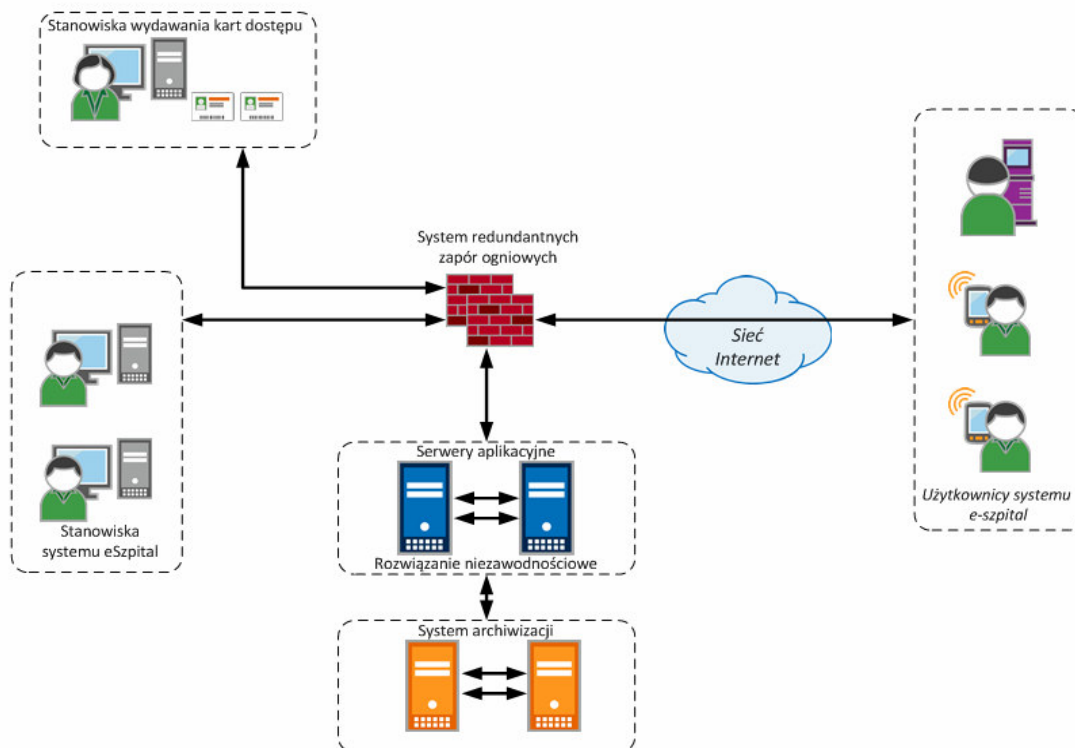 Stanowiska wydawania kart dostępu
System redundantnych
zapór ogniowych
Sieć
Internet
Stanowiska
systemu eSzpital
Serwery aplikacyjne
Rozwiązanie niezawodnościowe
System archiwizacji
Użytkownicy systemu
e-szpital